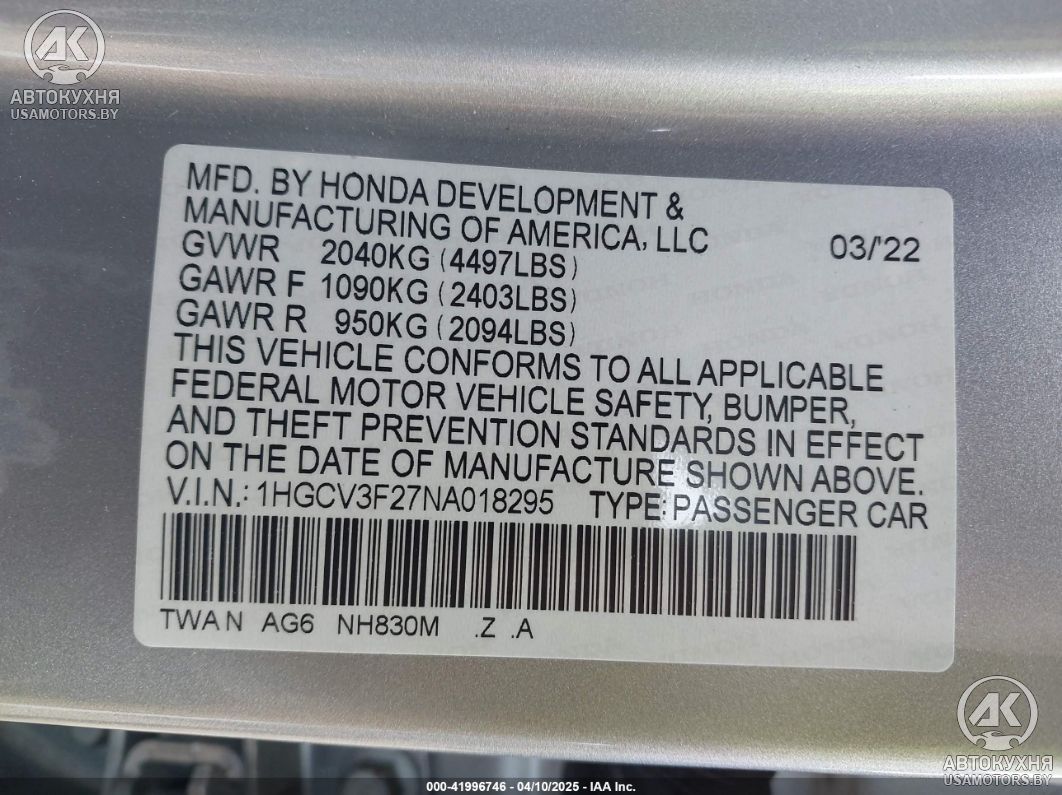 АК
АВТОКУХНЯ
USAMOTORS.BY
MFD. BY HONDA DEVELOPMENT &
MANUFACTURING OF AMERICA, LLC 03/'22
GVWR 2040KG (4497LBS)
GAWR F 1090KG (2403LBS)
GAWR R 950KG (2094LBS)
THIS VEHICLE CONFORMS TO ALL APPLICABLE
FEDERAL MOTOR VEHICLE SAFETY, BUMPER,
AND THEFT PREVENTION STANDARDS IN EFFECT
ON THE DATE OF MANUFACTURE SHOWN ABOVE.
V.I.N.: 1HGCV3F27NA018295 TYPE: PASSENGER CAR
TWAN AG6 NH830M .Z .A
АК
АВТОКУХНЯ
USAMOTORS.BY
000-41996746 - 04/10/2025 - IAA Inc.